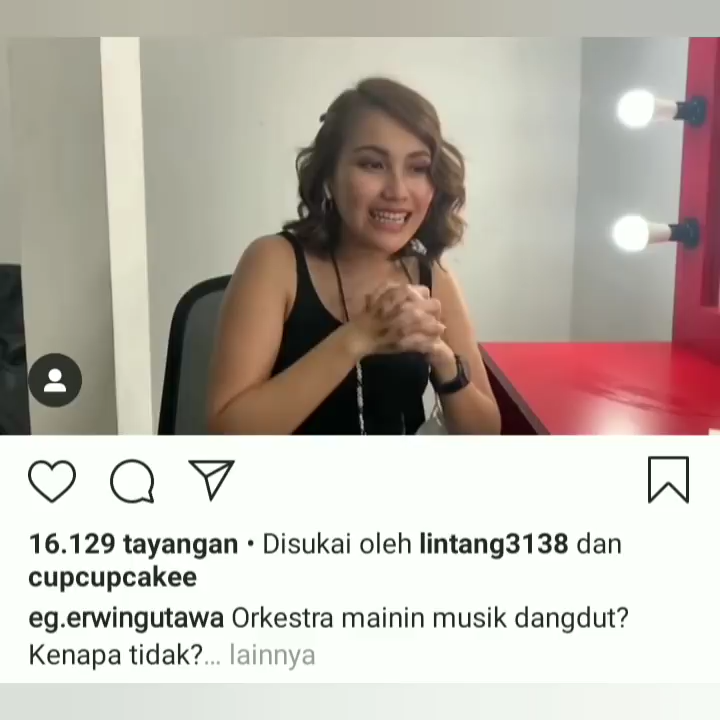 16.129 tayangan • Disukai oleh lintang3138 dan
cupcupcakee
eg.erwingutawa Orkestra mainin musik dangdut?
Kenapa tidak?... lainnya